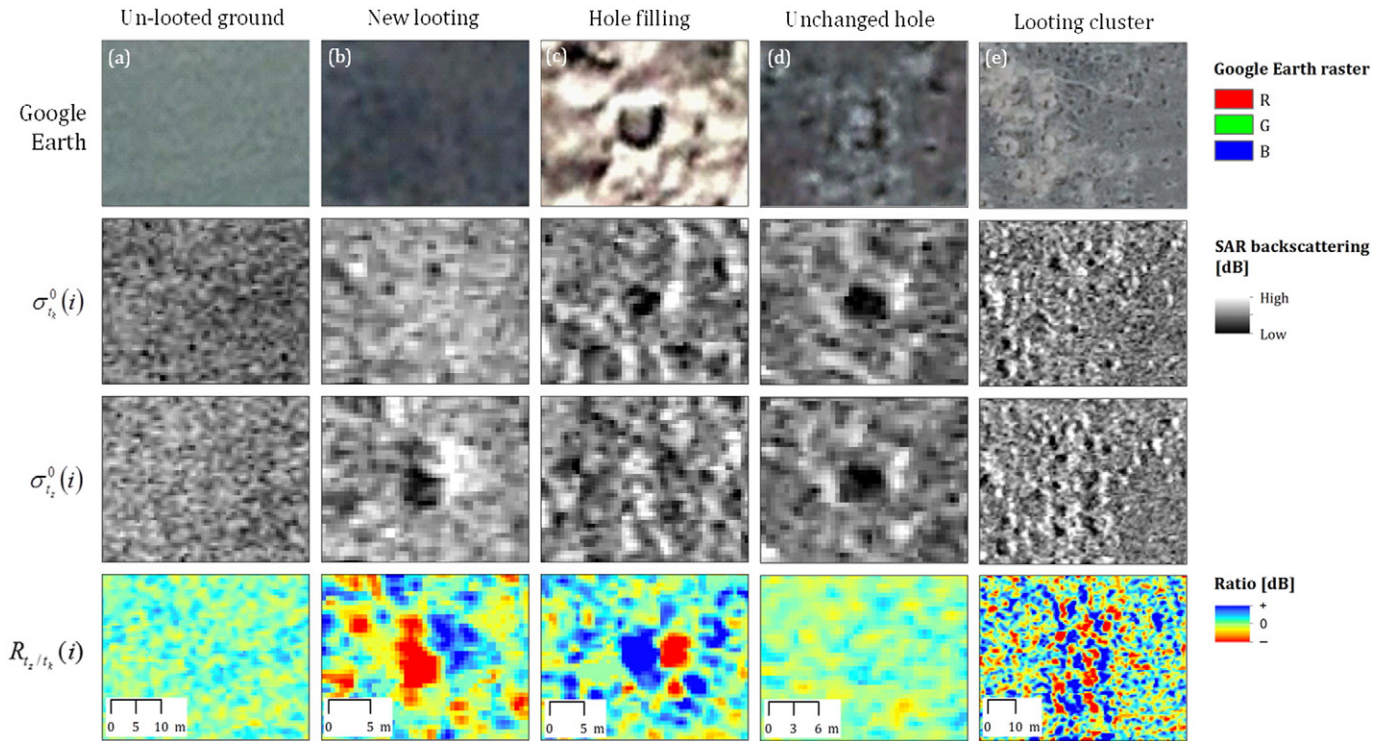 Un-looted ground New looting Hole filling Unchanged hole Looting cluster
(a) (b) (c) (d) (e)
Google Earth raster
Google
Earth
R
G
B
σ⁰ₜₖ(i)
SAR backscattering
[dB]
High
Low
σ⁰ₜ𝓏(i)
Ratio [dB]
+
0
−
Rₜ𝓏/ₜₖ(i)
0 5 10 m 0 5 m 0 5 m 0 3 6 m 0 10 m